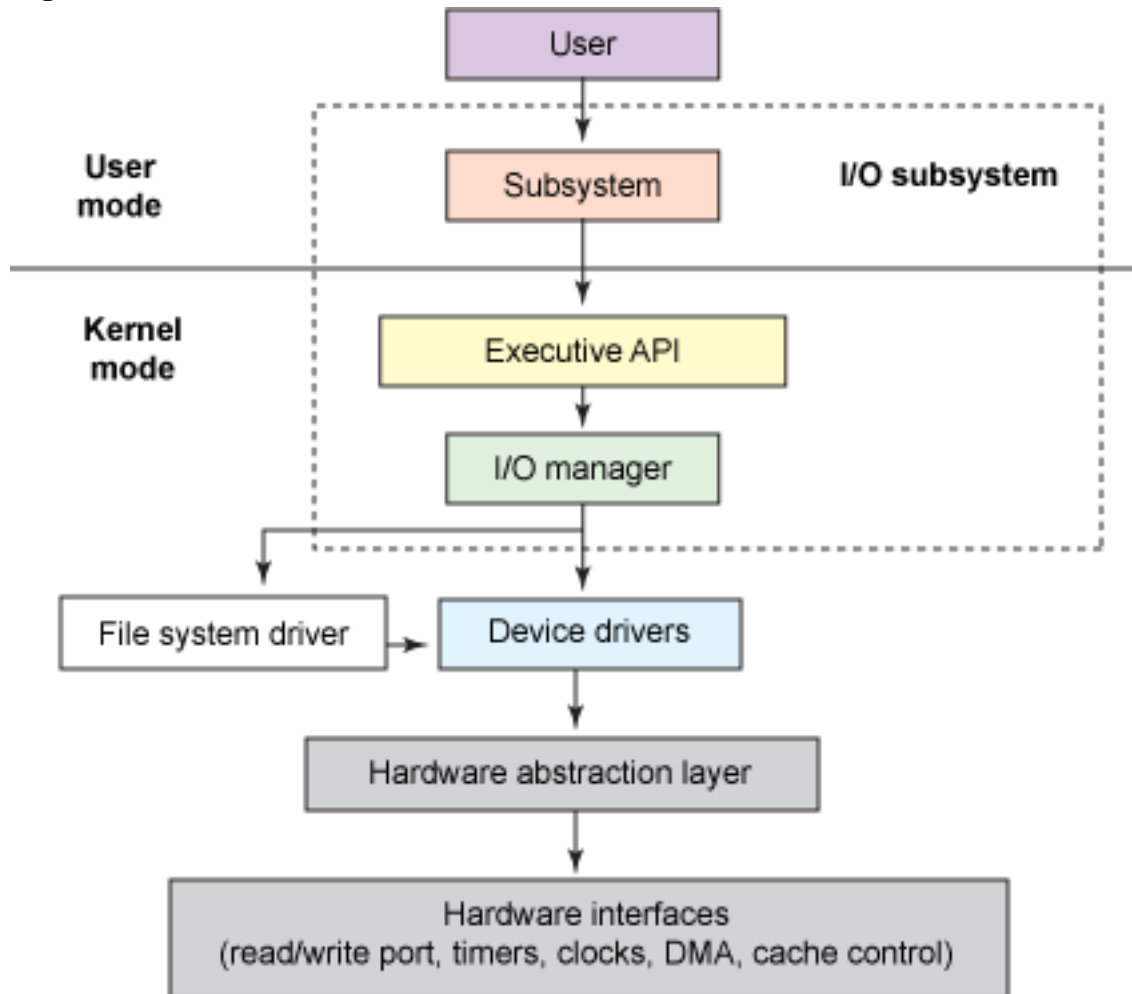 User
User
mode
Subsystem
I/O subsystem
Kernel
mode
Executive API
I/O manager
File system driver
Device drivers
Hardware abstraction layer
Hardware interfaces
(read/write port, timers, clocks, DMA, cache control)